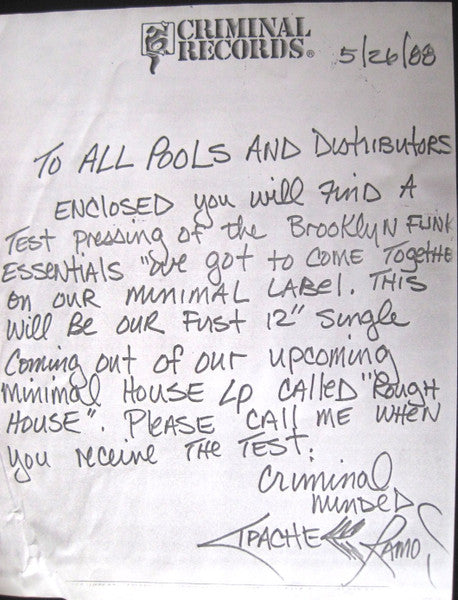 CRIMINAL
RECORDS®
5/26/88
TO ALL POOLS AND DISTRIBUTORS
ENCLOSED you will FIND A
TEST pressing of the BROOKLYN FUNK
ESSENTIALS "We got to COME Togethe
on our MINIMAL LABEL. THIS
will BE our First 12" Single
Coming out of our upcoming
Minimal HOUSE LP CALLED "Rough
HOUSE". PLEASE CALL ME WHEN
you receive THE TEST.
Criminal
MINDED
APACHE Ramos